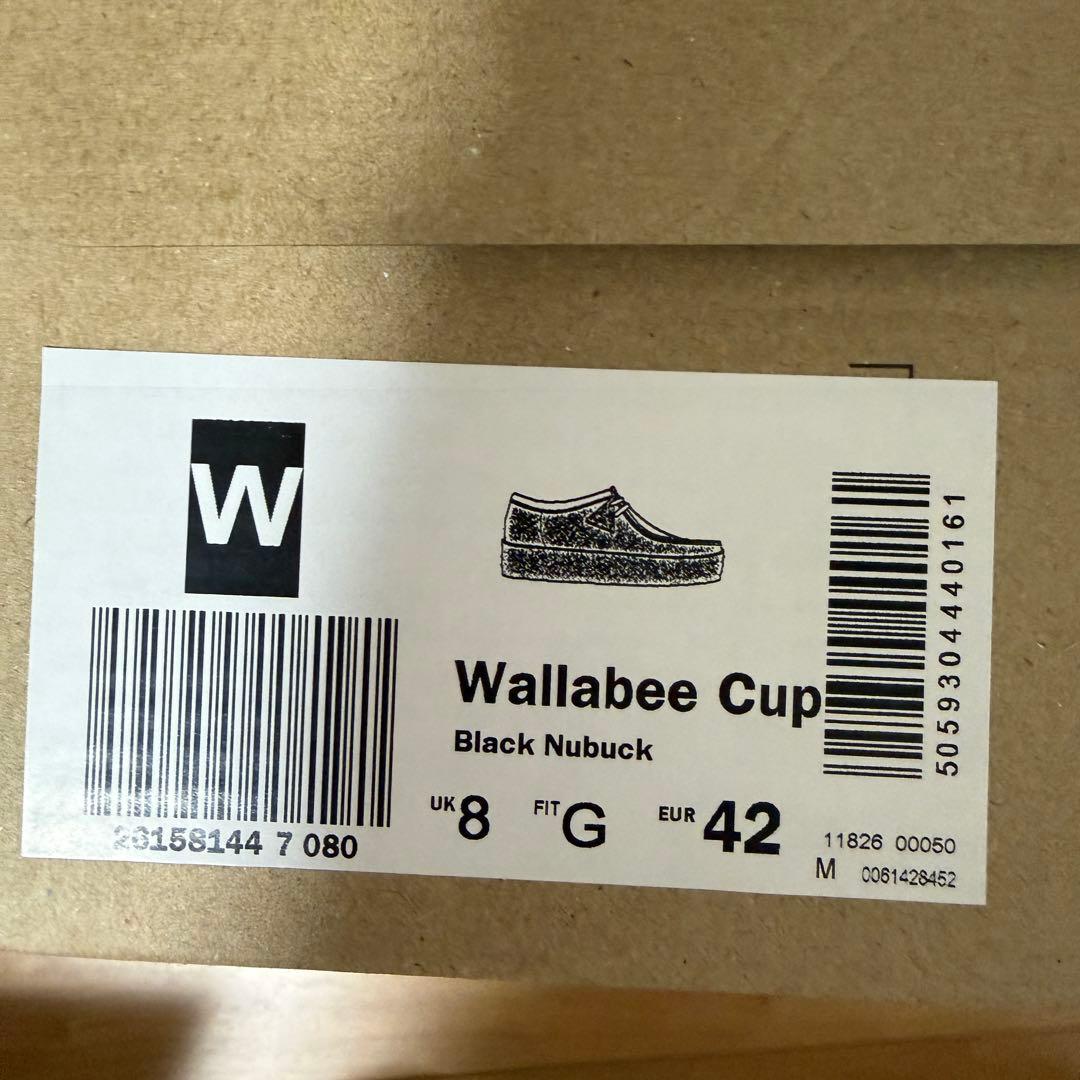 W
Wallabee Cup
Black Nubuck
UK 8 FIT G EUR 42
26158144 7 080
5059304440161
11826 00050
M 0061428452